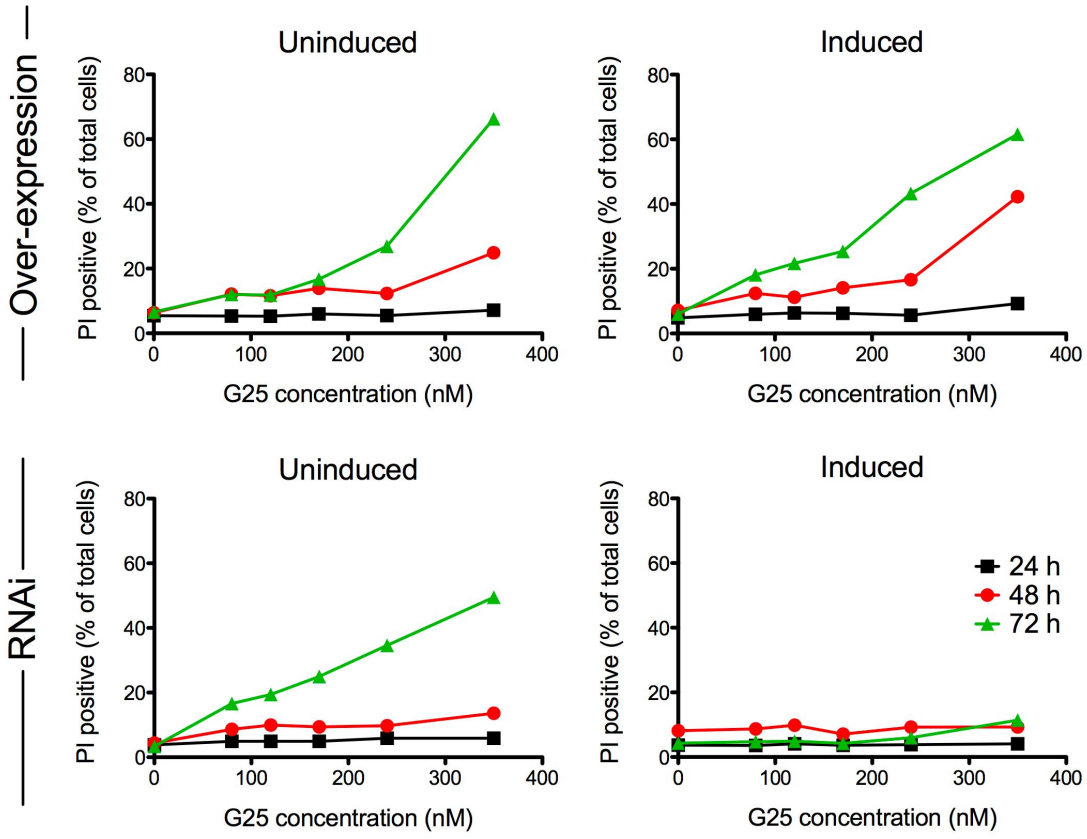 Over-expression
Uninduced
PI positive (% of total cells)
80
60
40
20
0
0 100 200 300 400
G25 concentration (nM)
Induced
PI positive (% of total cells)
80
60
40
20
0
0 100 200 300 400
G25 concentration (nM)
RNAi
Uninduced
PI positive (% of total cells)
80
60
40
20
0
0 100 200 300 400
G25 concentration (nM)
Induced
PI positive (% of total cells)
80
60
40
20
0
0 100 200 300 400
G25 concentration (nM)
24 h
48 h
72 h